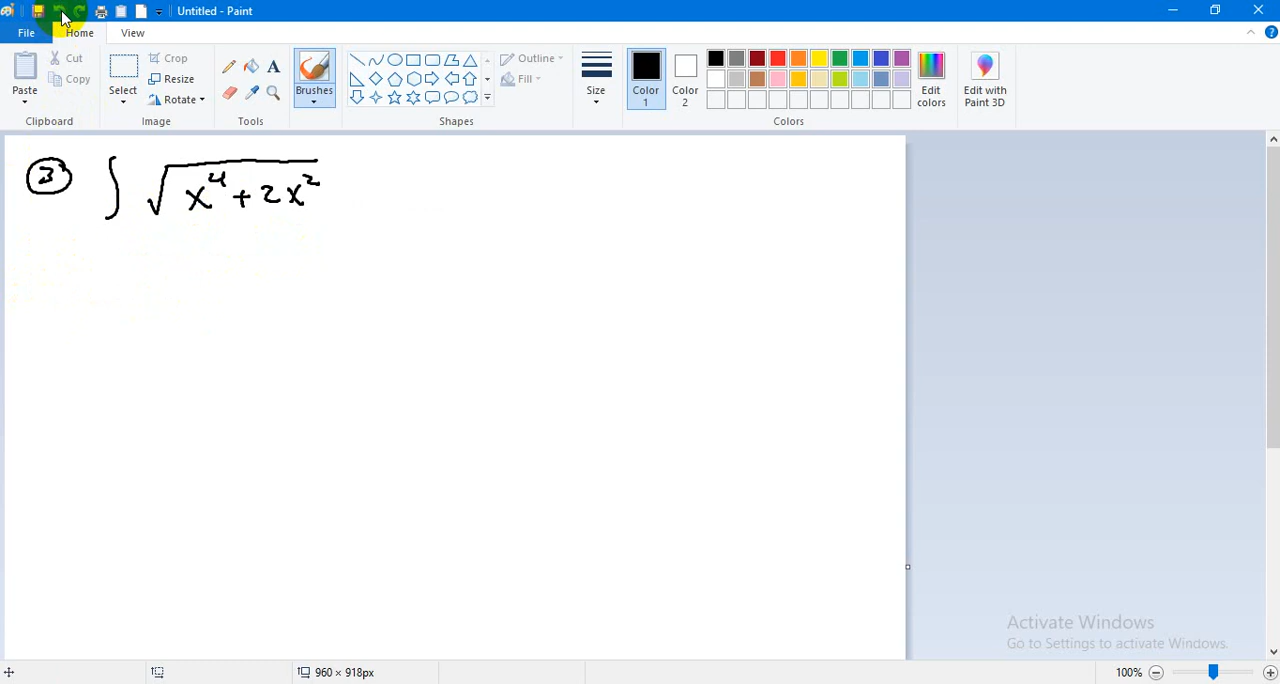 Untitled - Paint
File Home View
Paste Cut Copy Clipboard
Select Crop Resize Rotate Image
Tools
Brushes
Shapes Outline Fill
Size
Color 1 Color 2 Colors
Edit colors
Edit with Paint 3D
∫ √x⁴ + 2x²
Activate Windows
Go to Settings to activate Windows.
960 × 918px 100%